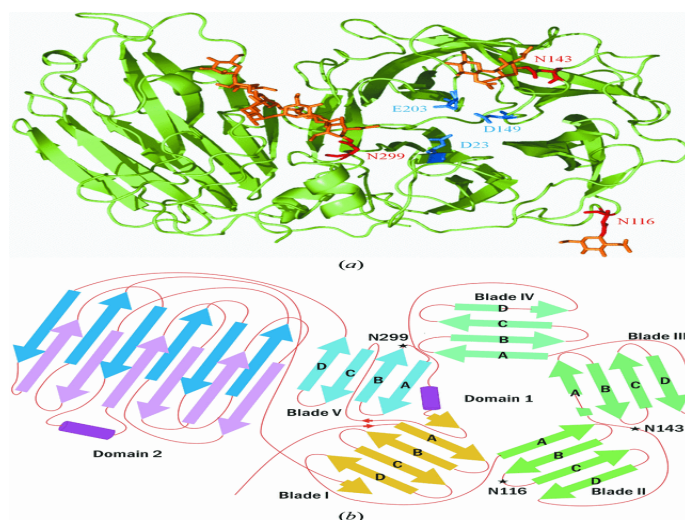 N143
E203
D149
D23
N299
N116
(a)
Blade IV
D
C
B
A
N299
Blade III
D
C
B
A
A
B
C
D
Blade V
Domain 1
N143
Domain 2
A
B
C
D
A
B
C
D
Blade I
N116
Blade II
(b)